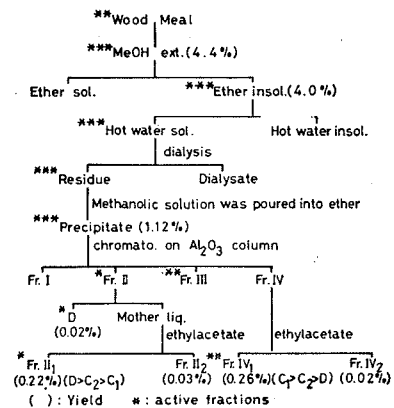 **Wood Meal
***MeOH ext.(4.4%)
Ether sol. ***Ether insol.(4.0%)
***Hot water sol. Hot water insol.
dialysis
***Residue Dialysate
Methanolic solution was poured into ether
***Precipitate (1.12%)
chromato. on Al2O3 column
Fr. I *Fr. II **Fr. III Fr. IV
*D Mother liq.
(0.02%) ethylacetate ethylacetate
*Fr. II1 Fr. II2 **Fr. IV1 Fr. IV2
(0.22%)(D>C2>C1) (0.03%) (0.26%)(C1>C2>D) (0.02%)
( ): Yield *: active fractions